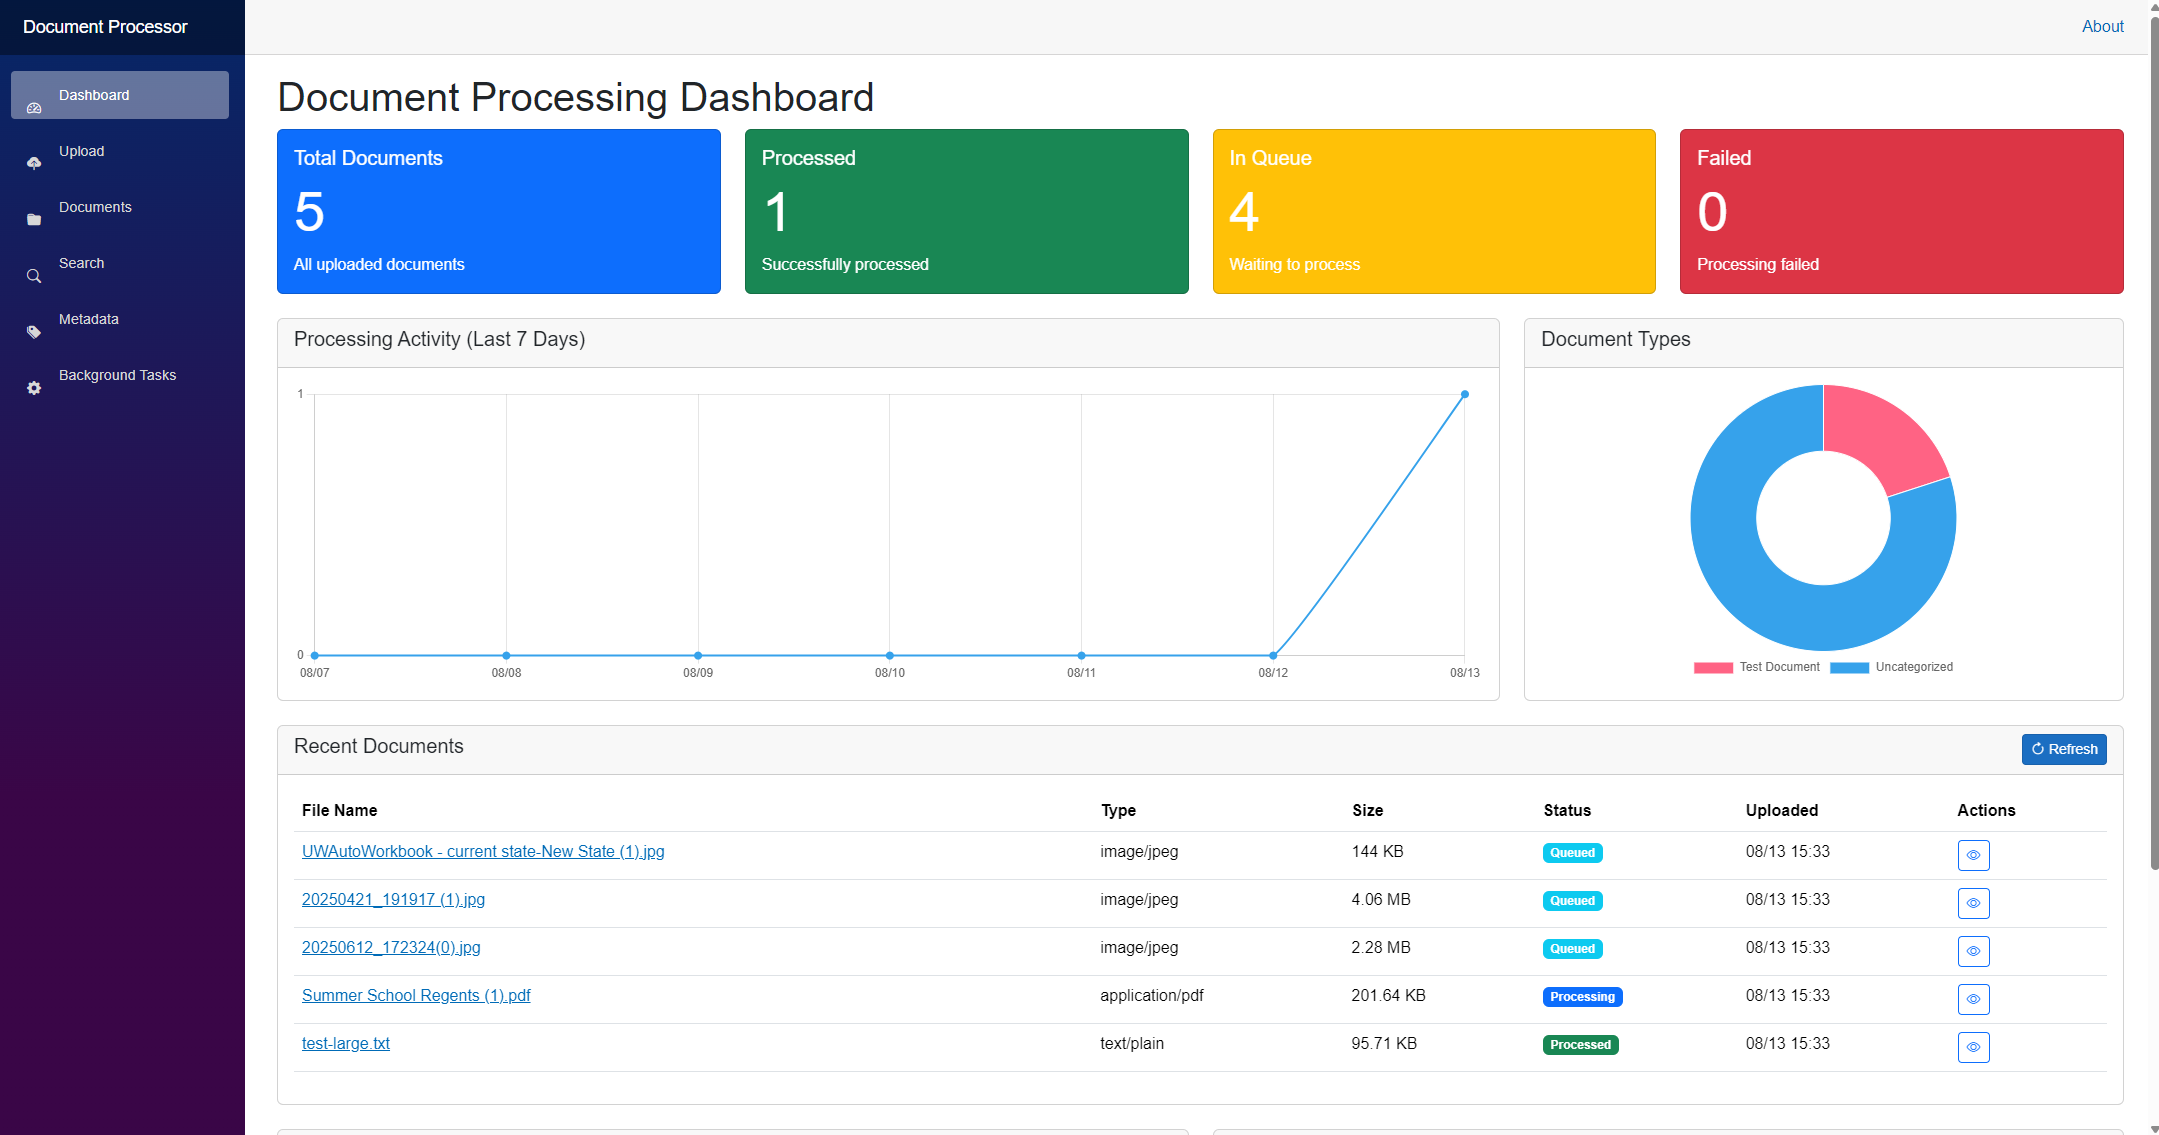 Document Processor
About
Dashboard
Upload
Documents
Search
Metadata
Background Tasks
Document Processing Dashboard
Total Documents
5
All uploaded documents
Processed
1
Successfully processed
In Queue
4
Waiting to process
Failed
0
Processing failed
Processing Activity (Last 7 Days)
1
0
08/07 08/08 08/09 08/10 08/11 08/12 08/13
Document Types
Test Document Uncategorized
Recent Documents
Refresh
File Name Type Size Status Uploaded Actions
UWAutoWorkbook - current state-New State (1).jpg image/jpeg 144 KB Queued 08/13 15:33
20250421_191917 (1).jpg image/jpeg 4.06 MB Queued 08/13 15:33
20250612_172324(0).jpg image/jpeg 2.28 MB Queued 08/13 15:33
Summer School Regents (1).pdf application/pdf 201.64 KB Processing 08/13 15:33
test-large.txt text/plain 95.71 KB Processed 08/13 15:33